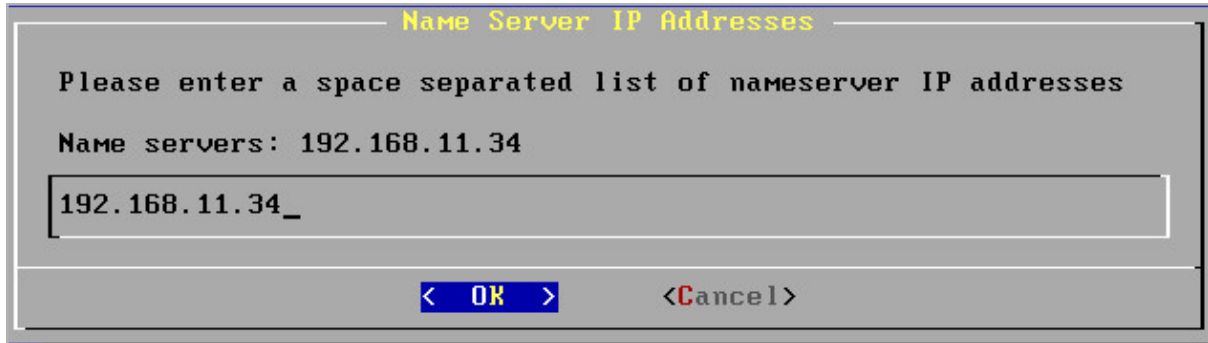 Name Server IP Addresses
Please enter a space separated list of nameserver IP addresses
Name servers: 192.168.11.34
192.168.11.34_
< OK > <Cancel>